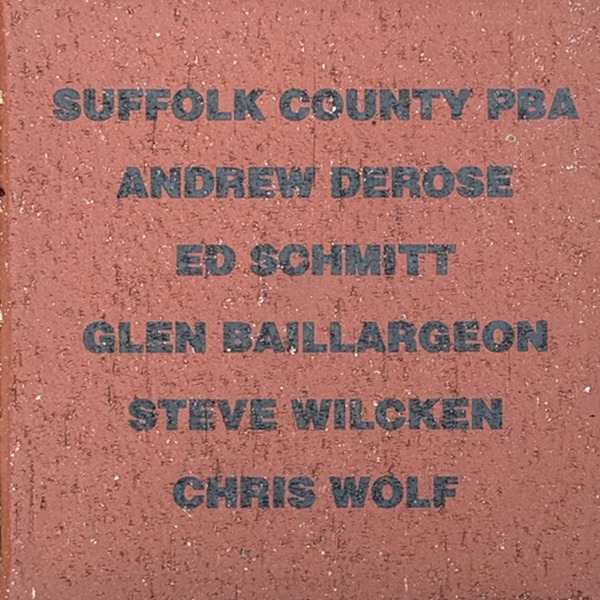 SUFFOLK COUNTY PBA
ANDREW DEROSE
ED SCHMITT
GLEN BAILLARGEON
STEVE WILCKEN
CHRIS WOLF